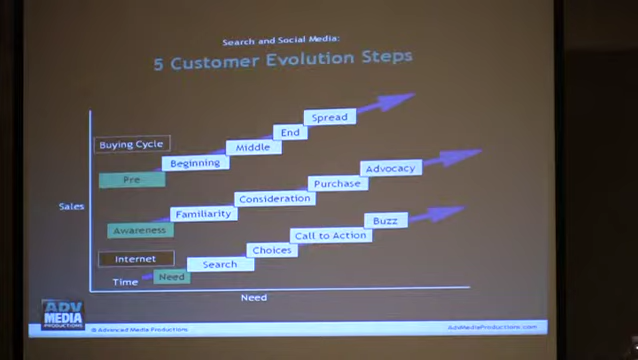 Search and Social Media:
5 Customer Evolution Steps
Spread
End
Middle
Beginning
Buying Cycle
Pre
Advocacy
Purchase
Consideration
Familiarity
Awareness
Sales
Buzz
Call to Action
Choices
Search
Need
Internet
Time
Need
ADV
MEDIA
PRODUCTIONS
© Advanced Media Productions
AdvMediaProductions.com